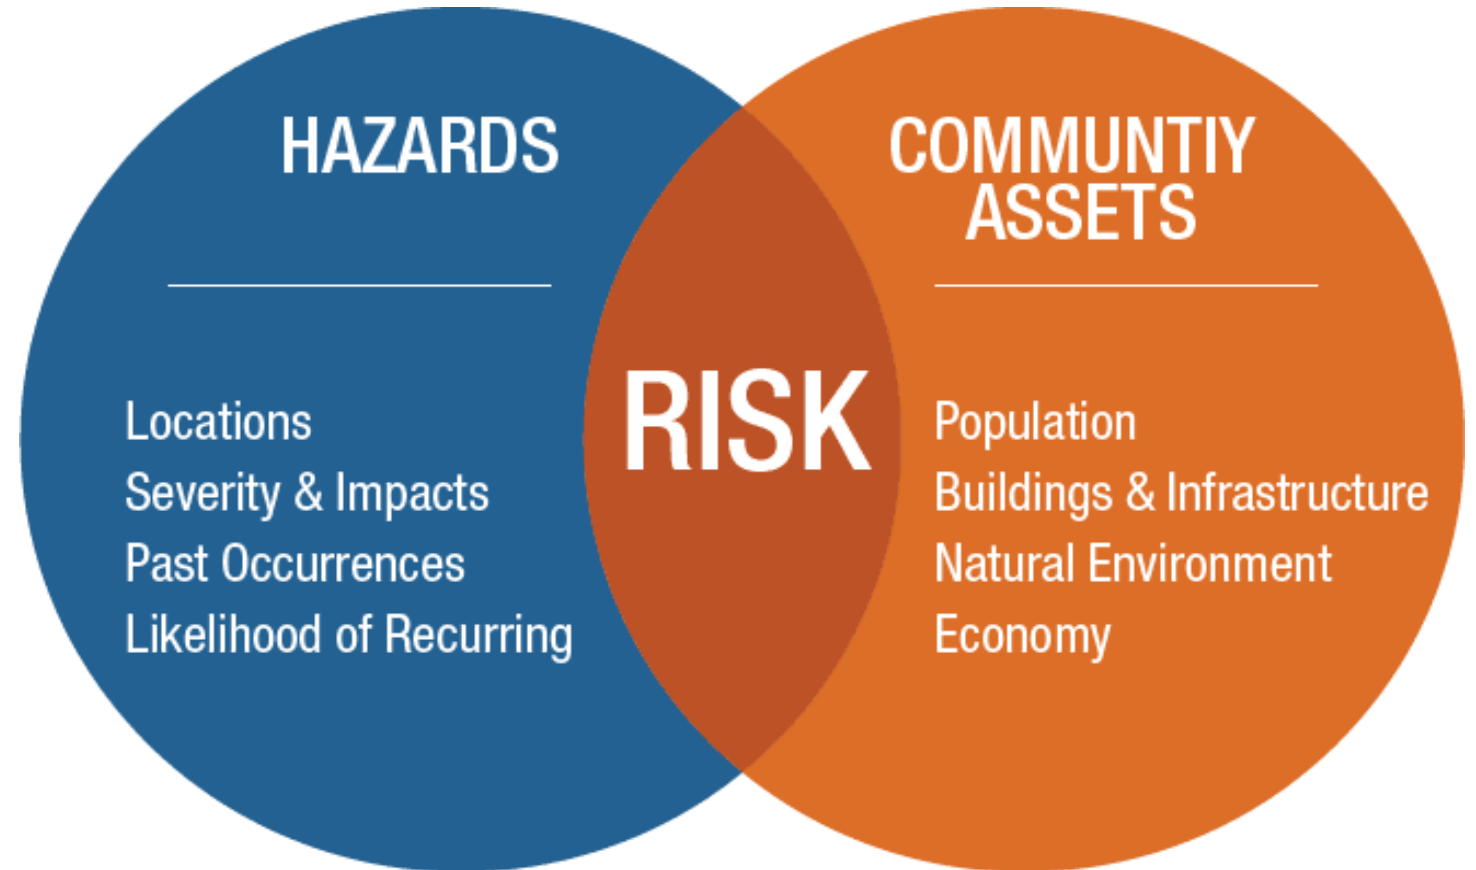 HAZARDS
Locations
Severity & Impacts
Past Occurrences
Likelihood of Recurring
RISK
COMMUNTIY
ASSETS
Population
Buildings & Infrastructure
Natural Environment
Economy